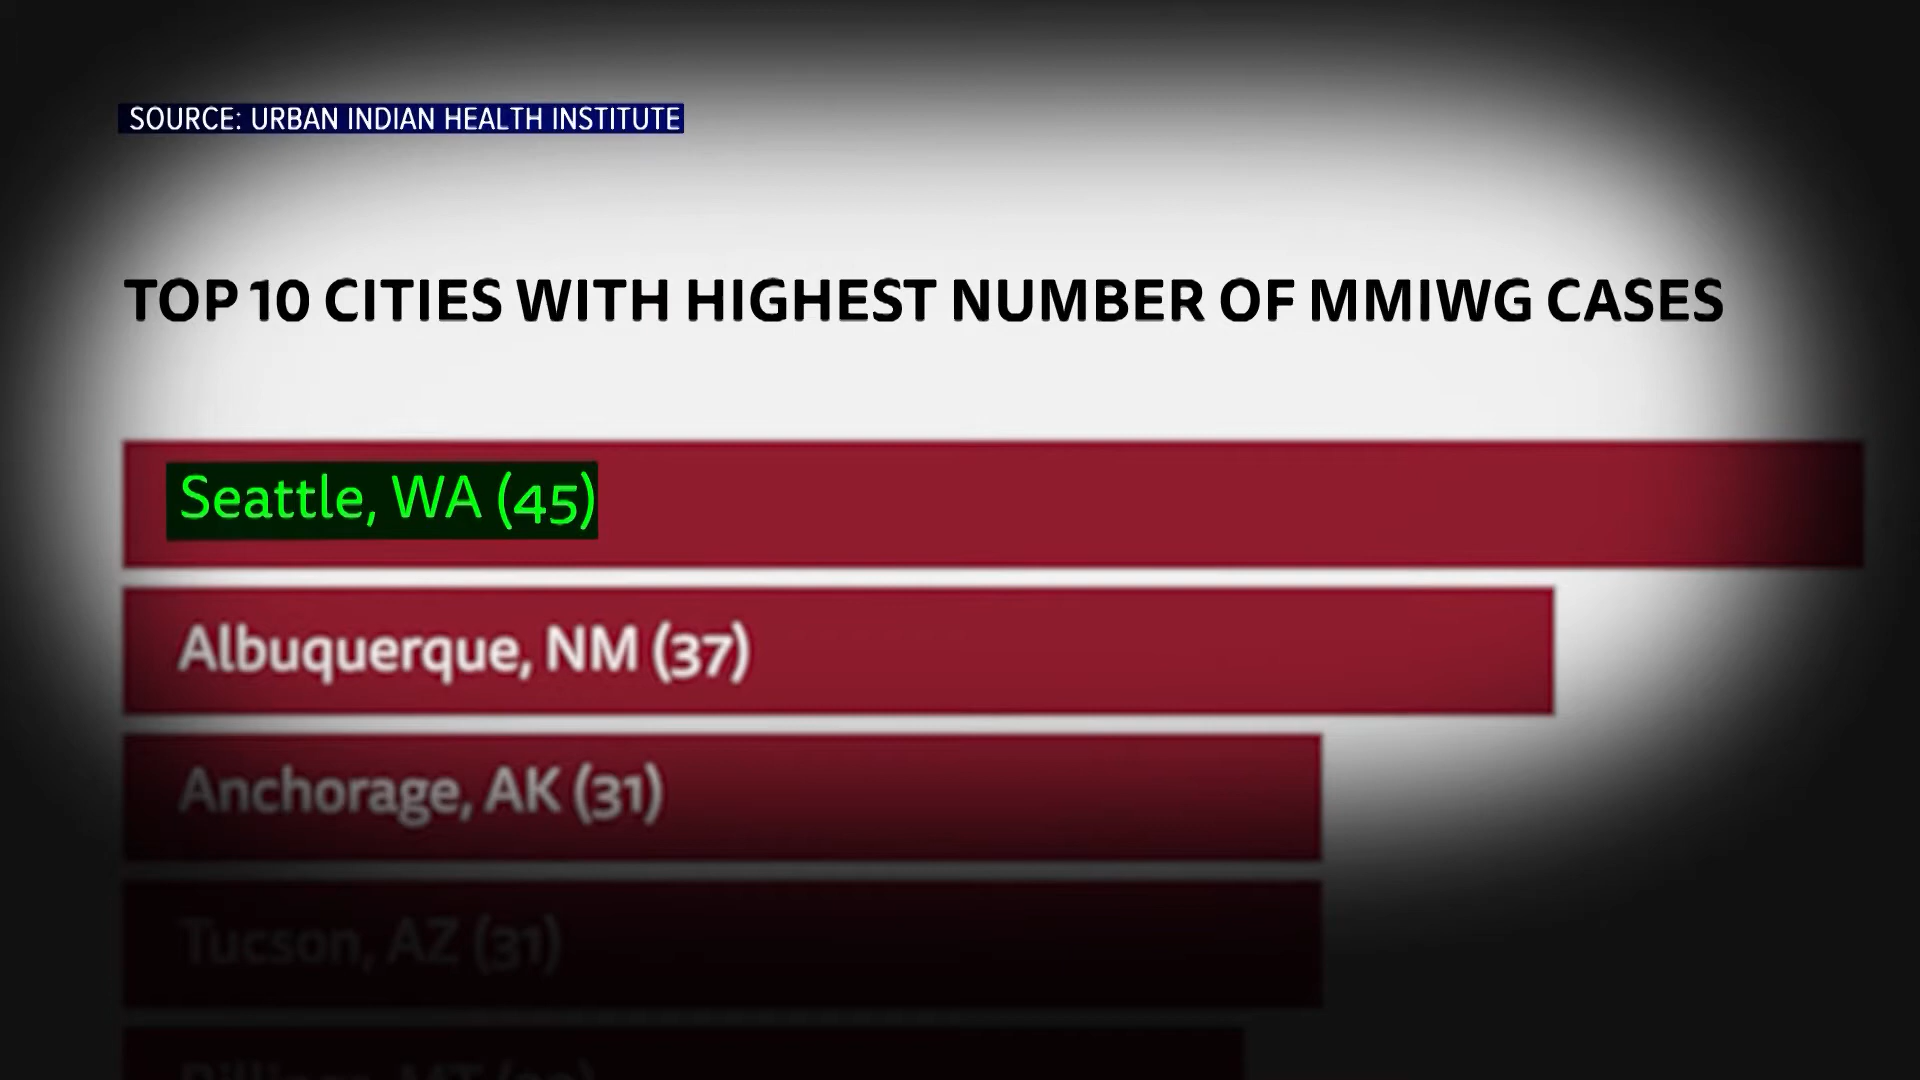 SOURCE: URBAN INDIAN HEALTH INSTITUTE
TOP 10 CITIES WITH HIGHEST NUMBER OF MMIWG CASES
Seattle, WA (45)
Albuquerque, NM (37)
Anchorage, AK (31)
Tucson, AZ (31)